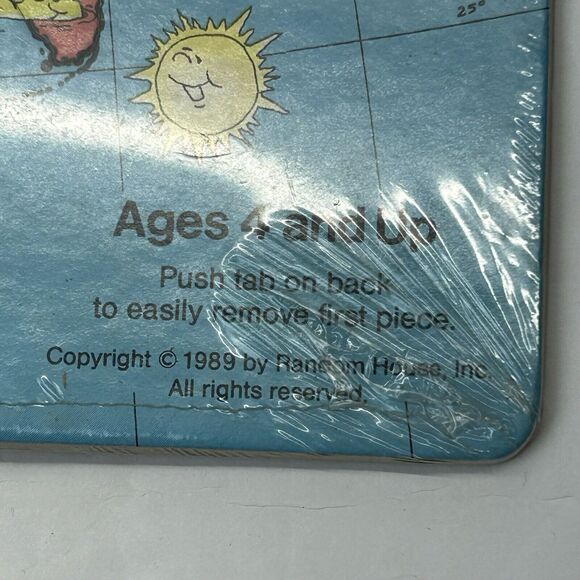 25°
Ages 4 and Up
Push tab on back
to easily remove first piece.
Copyright © 1989 by Random House, Inc.
All rights reserved.